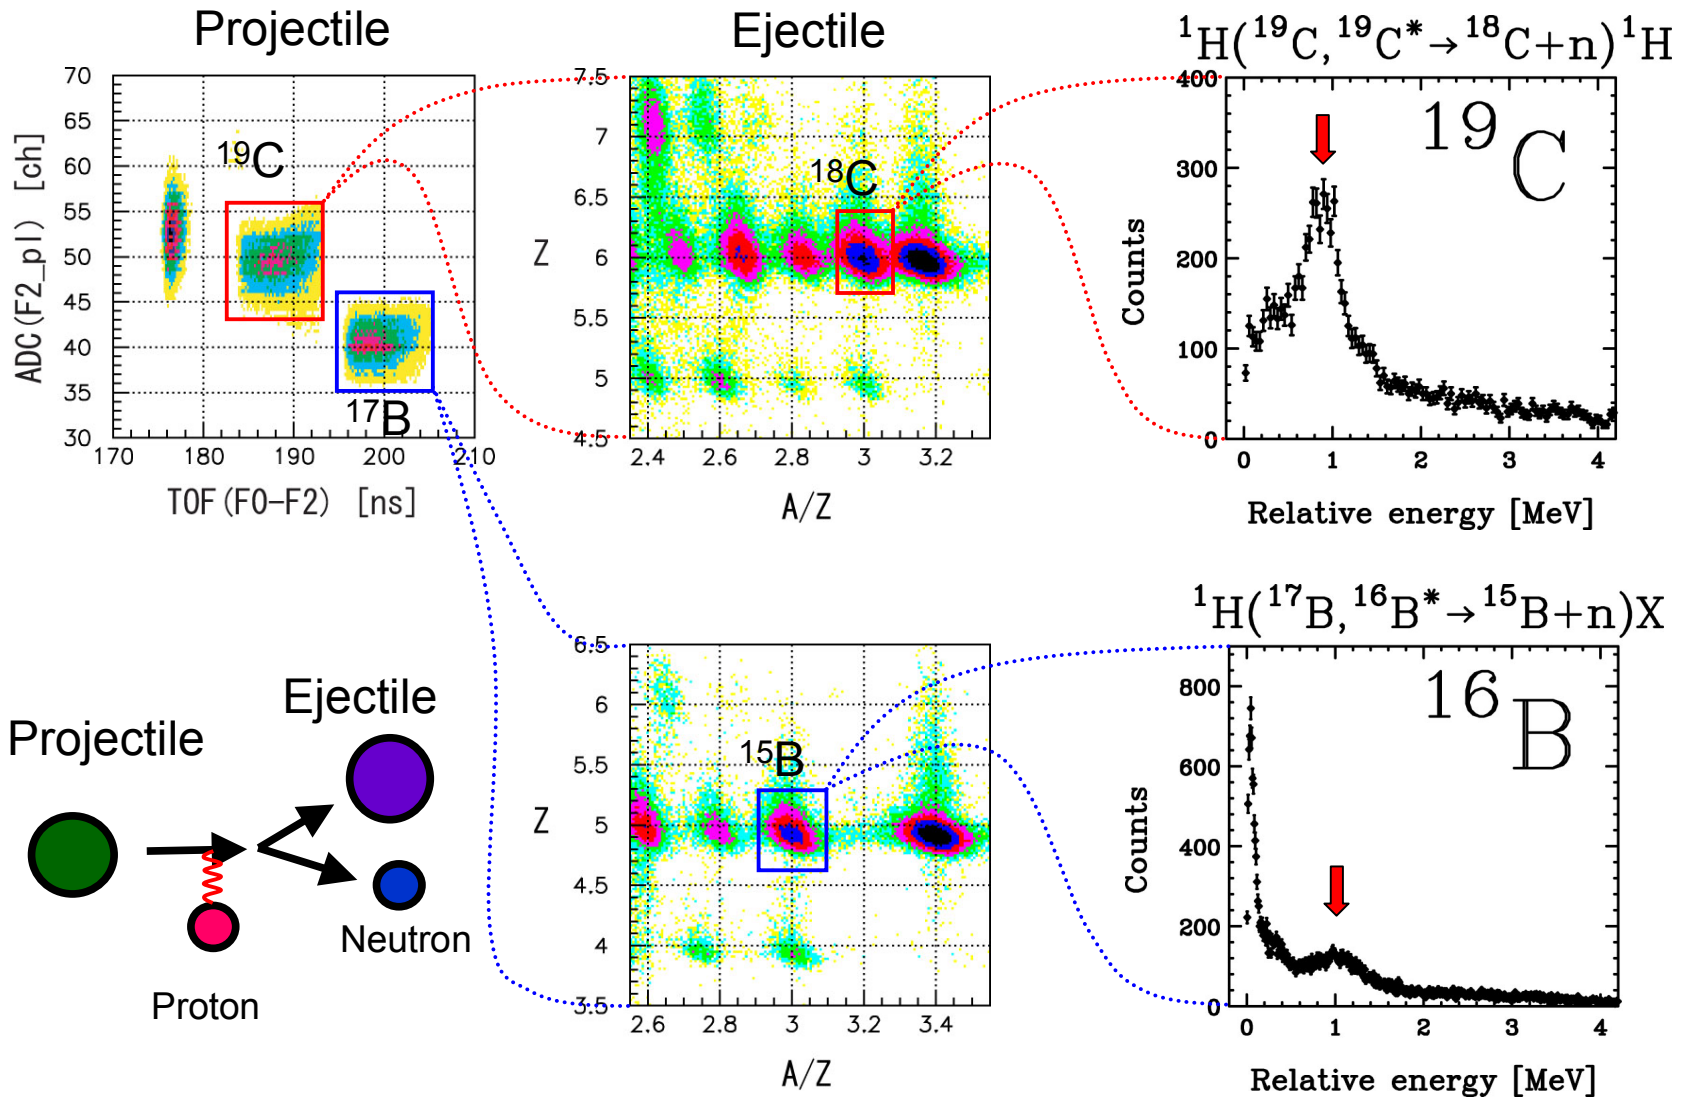 Projectile
Ejectile
¹H(¹⁹C, ¹⁹C*→¹⁸C+n)¹H
70
65
60
55
50
45
40
35
30
ADC(F2_pl) [ch]
¹⁹C
¹⁷B
170 180 190 200 210
TOF(F0-F2) [ns]
7.5
7
6.5
6
5.5
5
4.5
Z
¹⁸C
2.4 2.6 2.8 3 3.2
A/Z
400
300
200
100
0
Counts
¹⁹C
0 1 2 3 4
Relative energy [MeV]
¹H(¹⁷B, ¹⁶B*→¹⁵B+n)X
Projectile
Ejectile
Neutron
Proton
6.5
6
5.5
5
4.5
4
3.5
Z
¹⁵B
2.6 2.8 3 3.2 3.4
A/Z
800
600
400
200
0
Counts
¹⁶B
0 1 2 3 4
Relative energy [MeV]